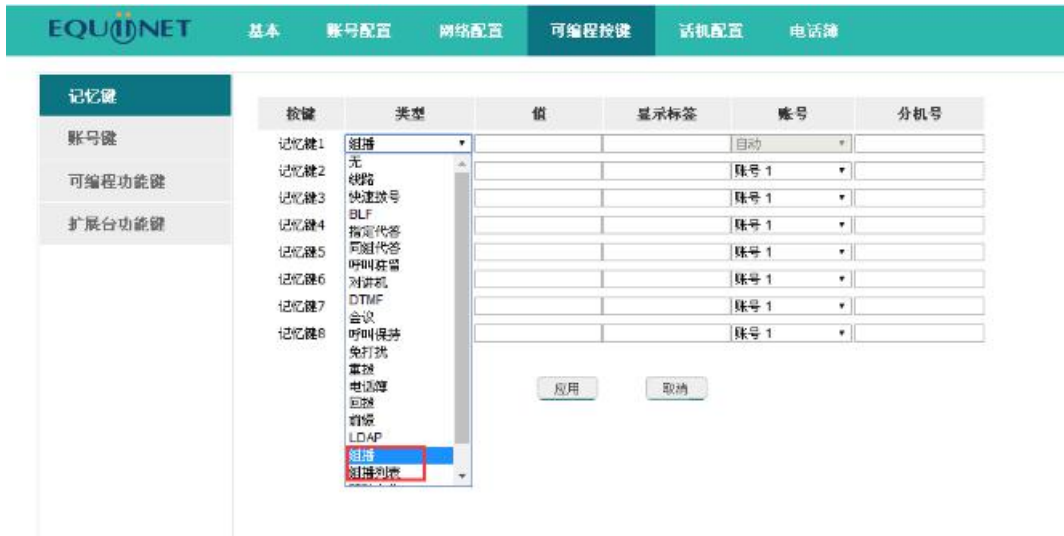 EQUiiNET 基本 账号配置 网络配置 可编程按键 话机配置 电话簿
记忆键
账号键
可编程功能键
扩展台功能键
按键 类型 值 显示标签 账号 分机号
记忆键1 组播 自动
记忆键2 账号 1
记忆键3 账号 1
记忆键4 账号 1
记忆键5 账号 1
记忆键6 账号 1
记忆键7 账号 1
记忆键8 账号 1
无
线路
快速拨号
BLF
指定代答
同组代答
呼叫驻留
对讲机
DTMF
会议
呼叫保持
免打扰
重拨
电话簿
回拨
前缀
LDAP
组播
组播列表
应用 取消